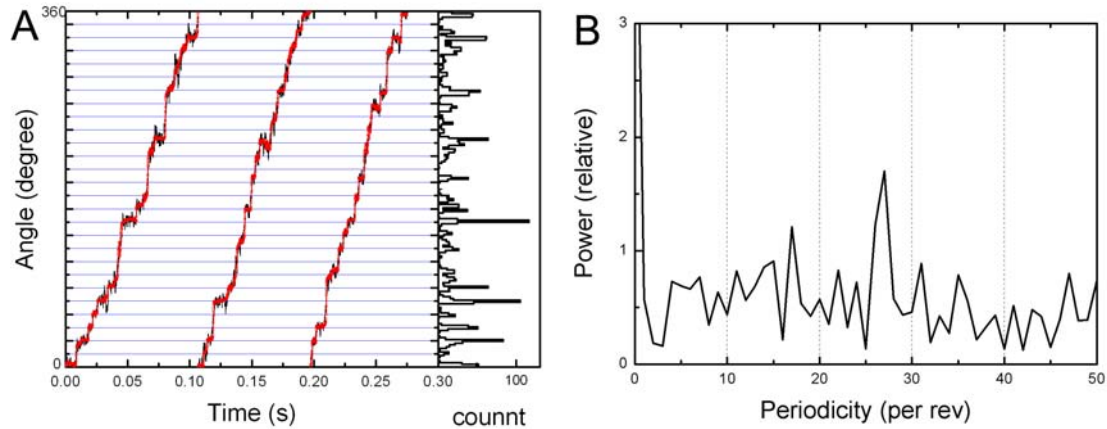 A
360
Angle (degree)
0
0.00 0.05 0.10 0.15 0.20 0.25 0.30 100
Time (s)
counnt
B
3
2
1
0
Power (relative)
0 10 20 30 40 50
Periodicity (per rev)